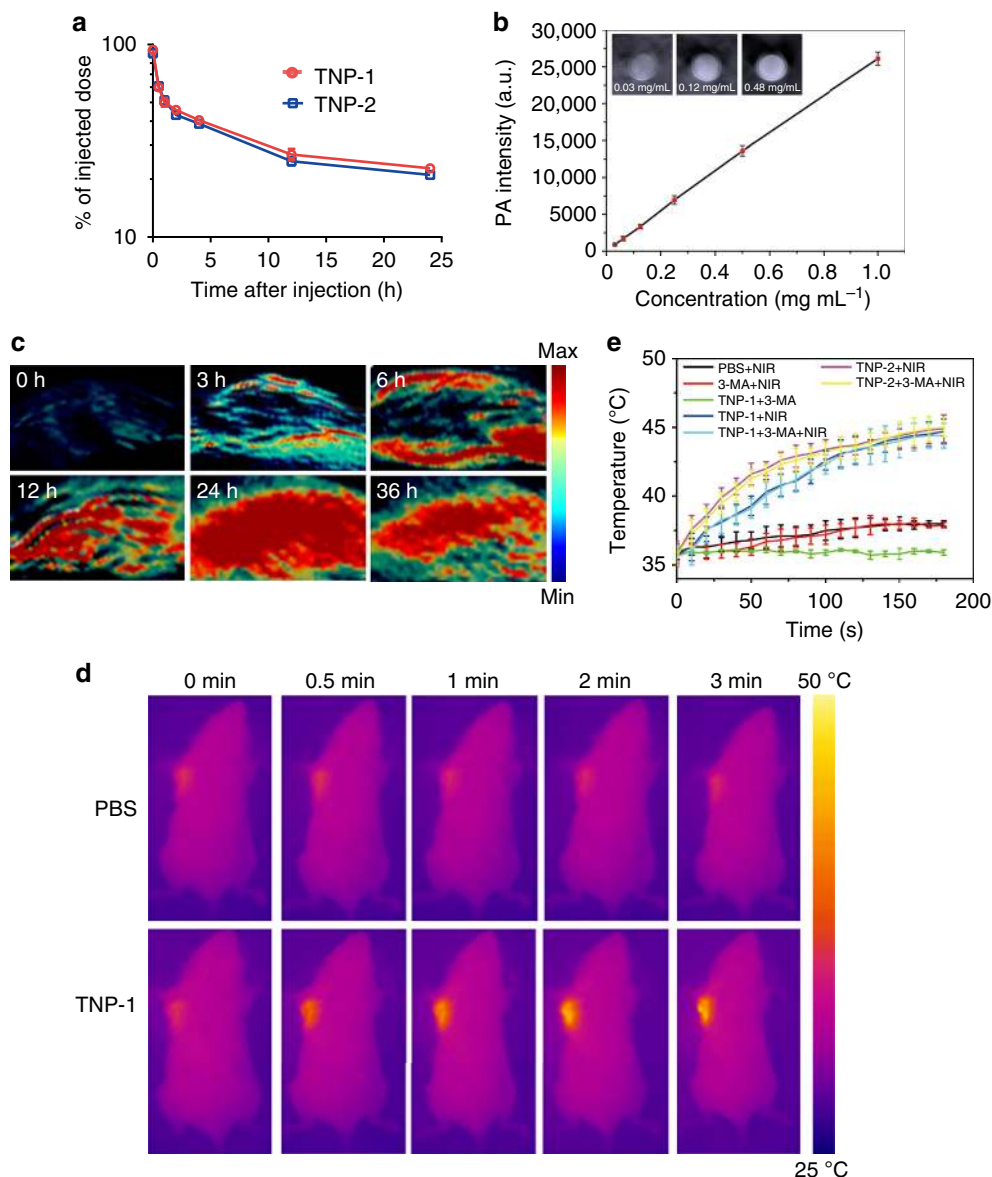 a
100
10
% of injected dose
TNP-1
TNP-2
0 5 10 15 20 25
Time after injection (h)
b
30,000
25,000
20,000
15,000
10,000
5000
0
PA intensity (a.u.)
0.03 mg/mL 0.12 mg/mL 0.48 mg/mL
0 0.2 0.4 0.6 0.8 1.0
Concentration (mg mL⁻¹)
c
0 h 3 h 6 h
12 h 24 h 36 h
Max
Min
e
50
45
40
35
Temperature (°C)
PBS+NIR
3-MA+NIR
TNP-1+3-MA
TNP-1+NIR
TNP-1+3-MA+NIR
TNP-2+NIR
TNP-2+3-MA+NIR
0 50 100 150 200
Time (s)
d
0 min 0.5 min 1 min 2 min 3 min
50 °C
PBS
TNP-1
25 °C